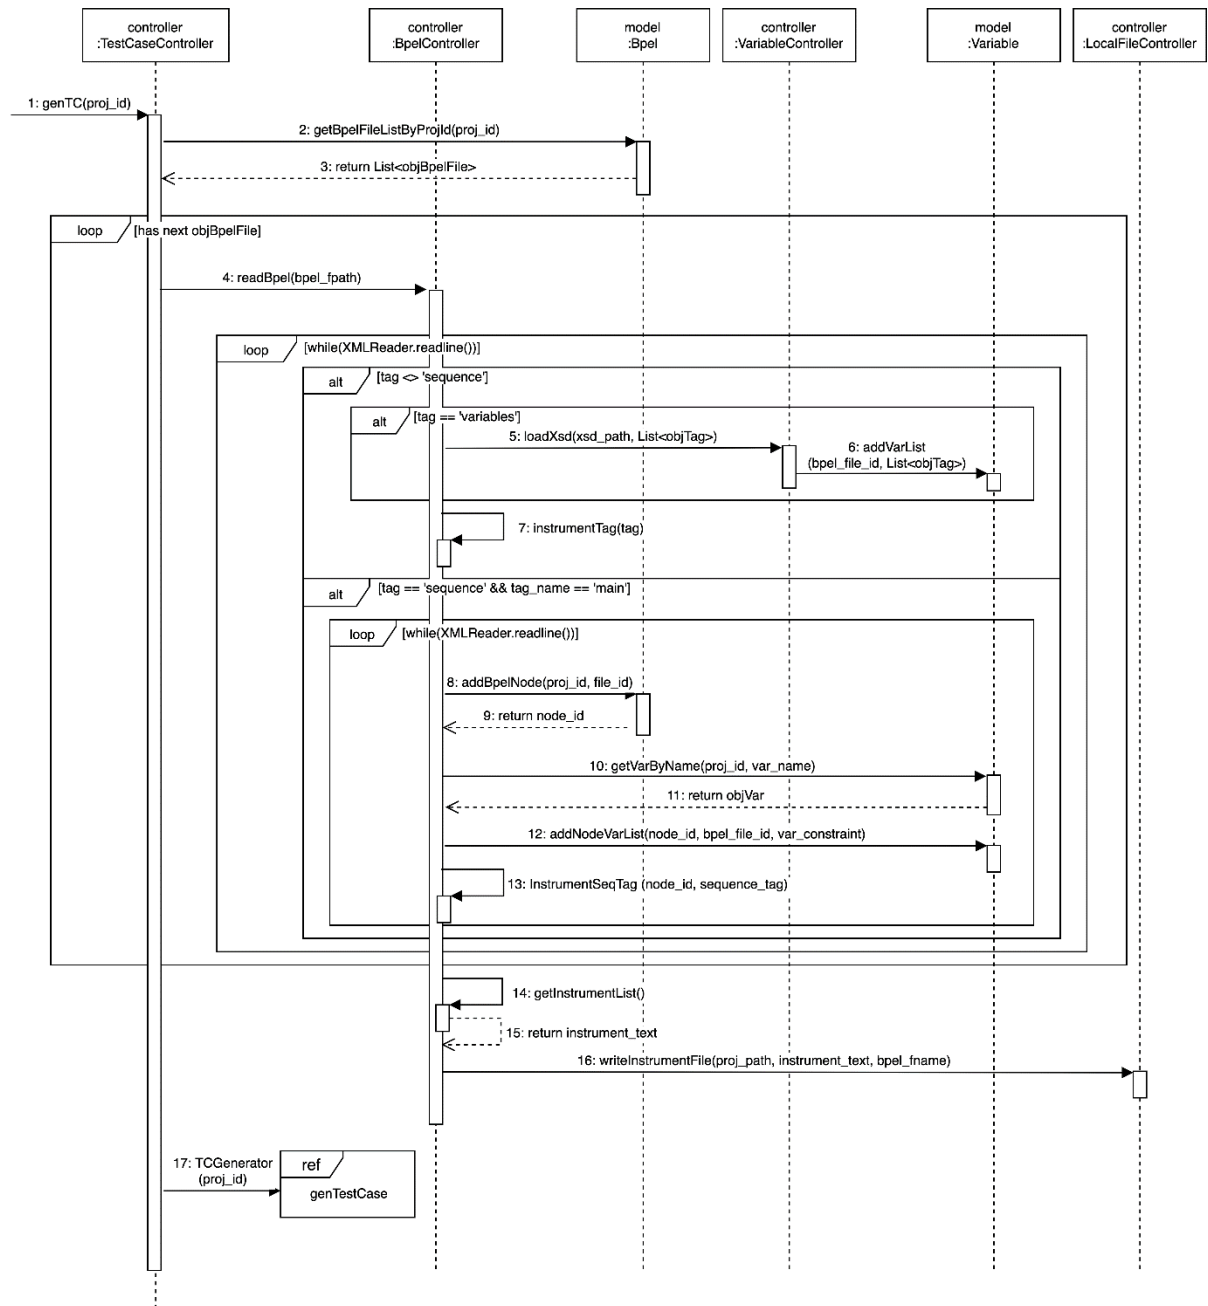 controller
:TestCaseController
controller
:BpelController
model
:Bpel
controller
:VariableController
model
:Variable
controller
:LocalFileController
1: genTC(proj_id)
2: getBpelFileListByProjId(proj_id)
3: return List<objBpelFile>
loop
[has next objBpelFile]
4: readBpel(bpel_fpath)
loop
[while(XMLReader.readline())]
alt
[tag <> 'sequence']
alt
[tag == 'variables']
5: loadXsd(xsd_path, List<objTag>)
6: addVarList
(bpel_file_id, List<objTag>)
7: instrumentTag(tag)
alt
[tag == 'sequence' && tag_name == 'main']
loop
[while(XMLReader.readline())]
8: addBpelNode(proj_id, file_id)
9: return node_id
10: getVarByName(proj_id, var_name)
11: return objVar
12: addNodeVarList(node_id, bpel_file_id, var_constraint)
13: InstrumentSeqTag (node_id, sequence_tag)
14: getInstrumentList()
15: return instrument_text
16: writeInstrumentFile(proj_path, instrument_text, bpel_fname)
17: TCGenerator
(proj_id)
ref
genTestCase